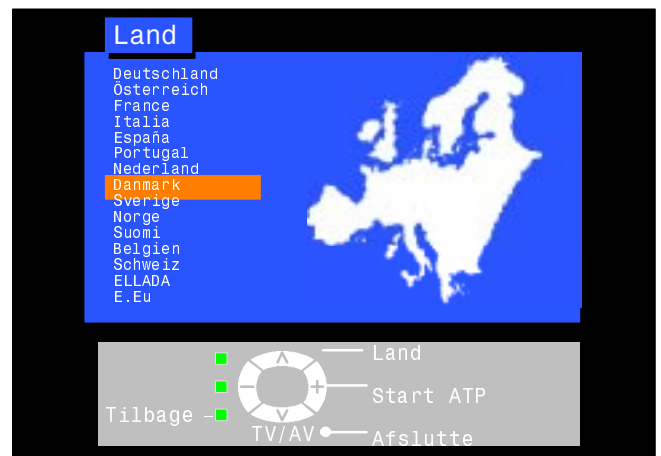 Land
Deutschland
Österreich
France
Italia
España
Portugal
Nederland
Danmark
Sverige
Norge
Suomi
Belgien
Schweiz
ELLADA
E.Eu
Land
Start ATP
Tilbage
TV/AV
Afslutte